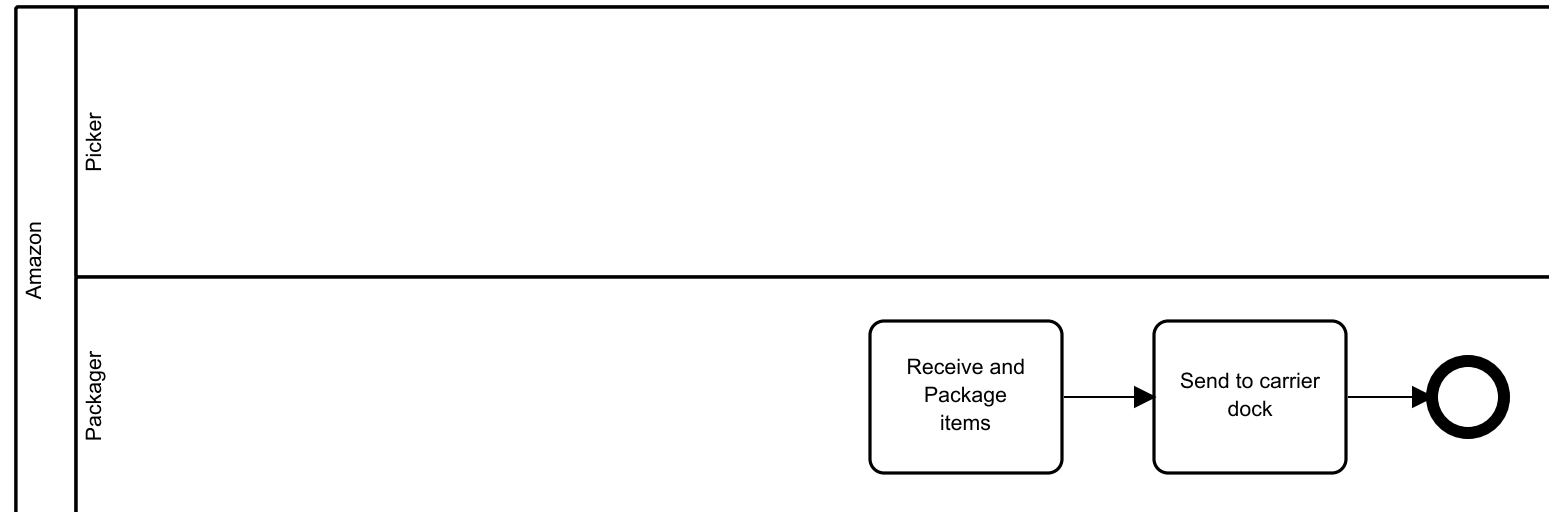 Amazon
Picker
Packager
Receive and
Package
items
Send to carrier
dock